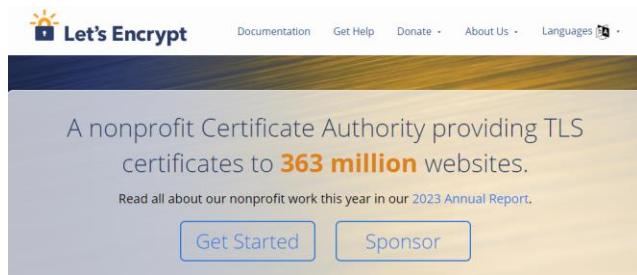 Let's Encrypt Documentation Get Help Donate About Us Languages
A nonprofit Certificate Authority providing TLS
certificates to 363 million websites.
Read all about our nonprofit work this year in our 2023 Annual Report.
Get Started Sponsor